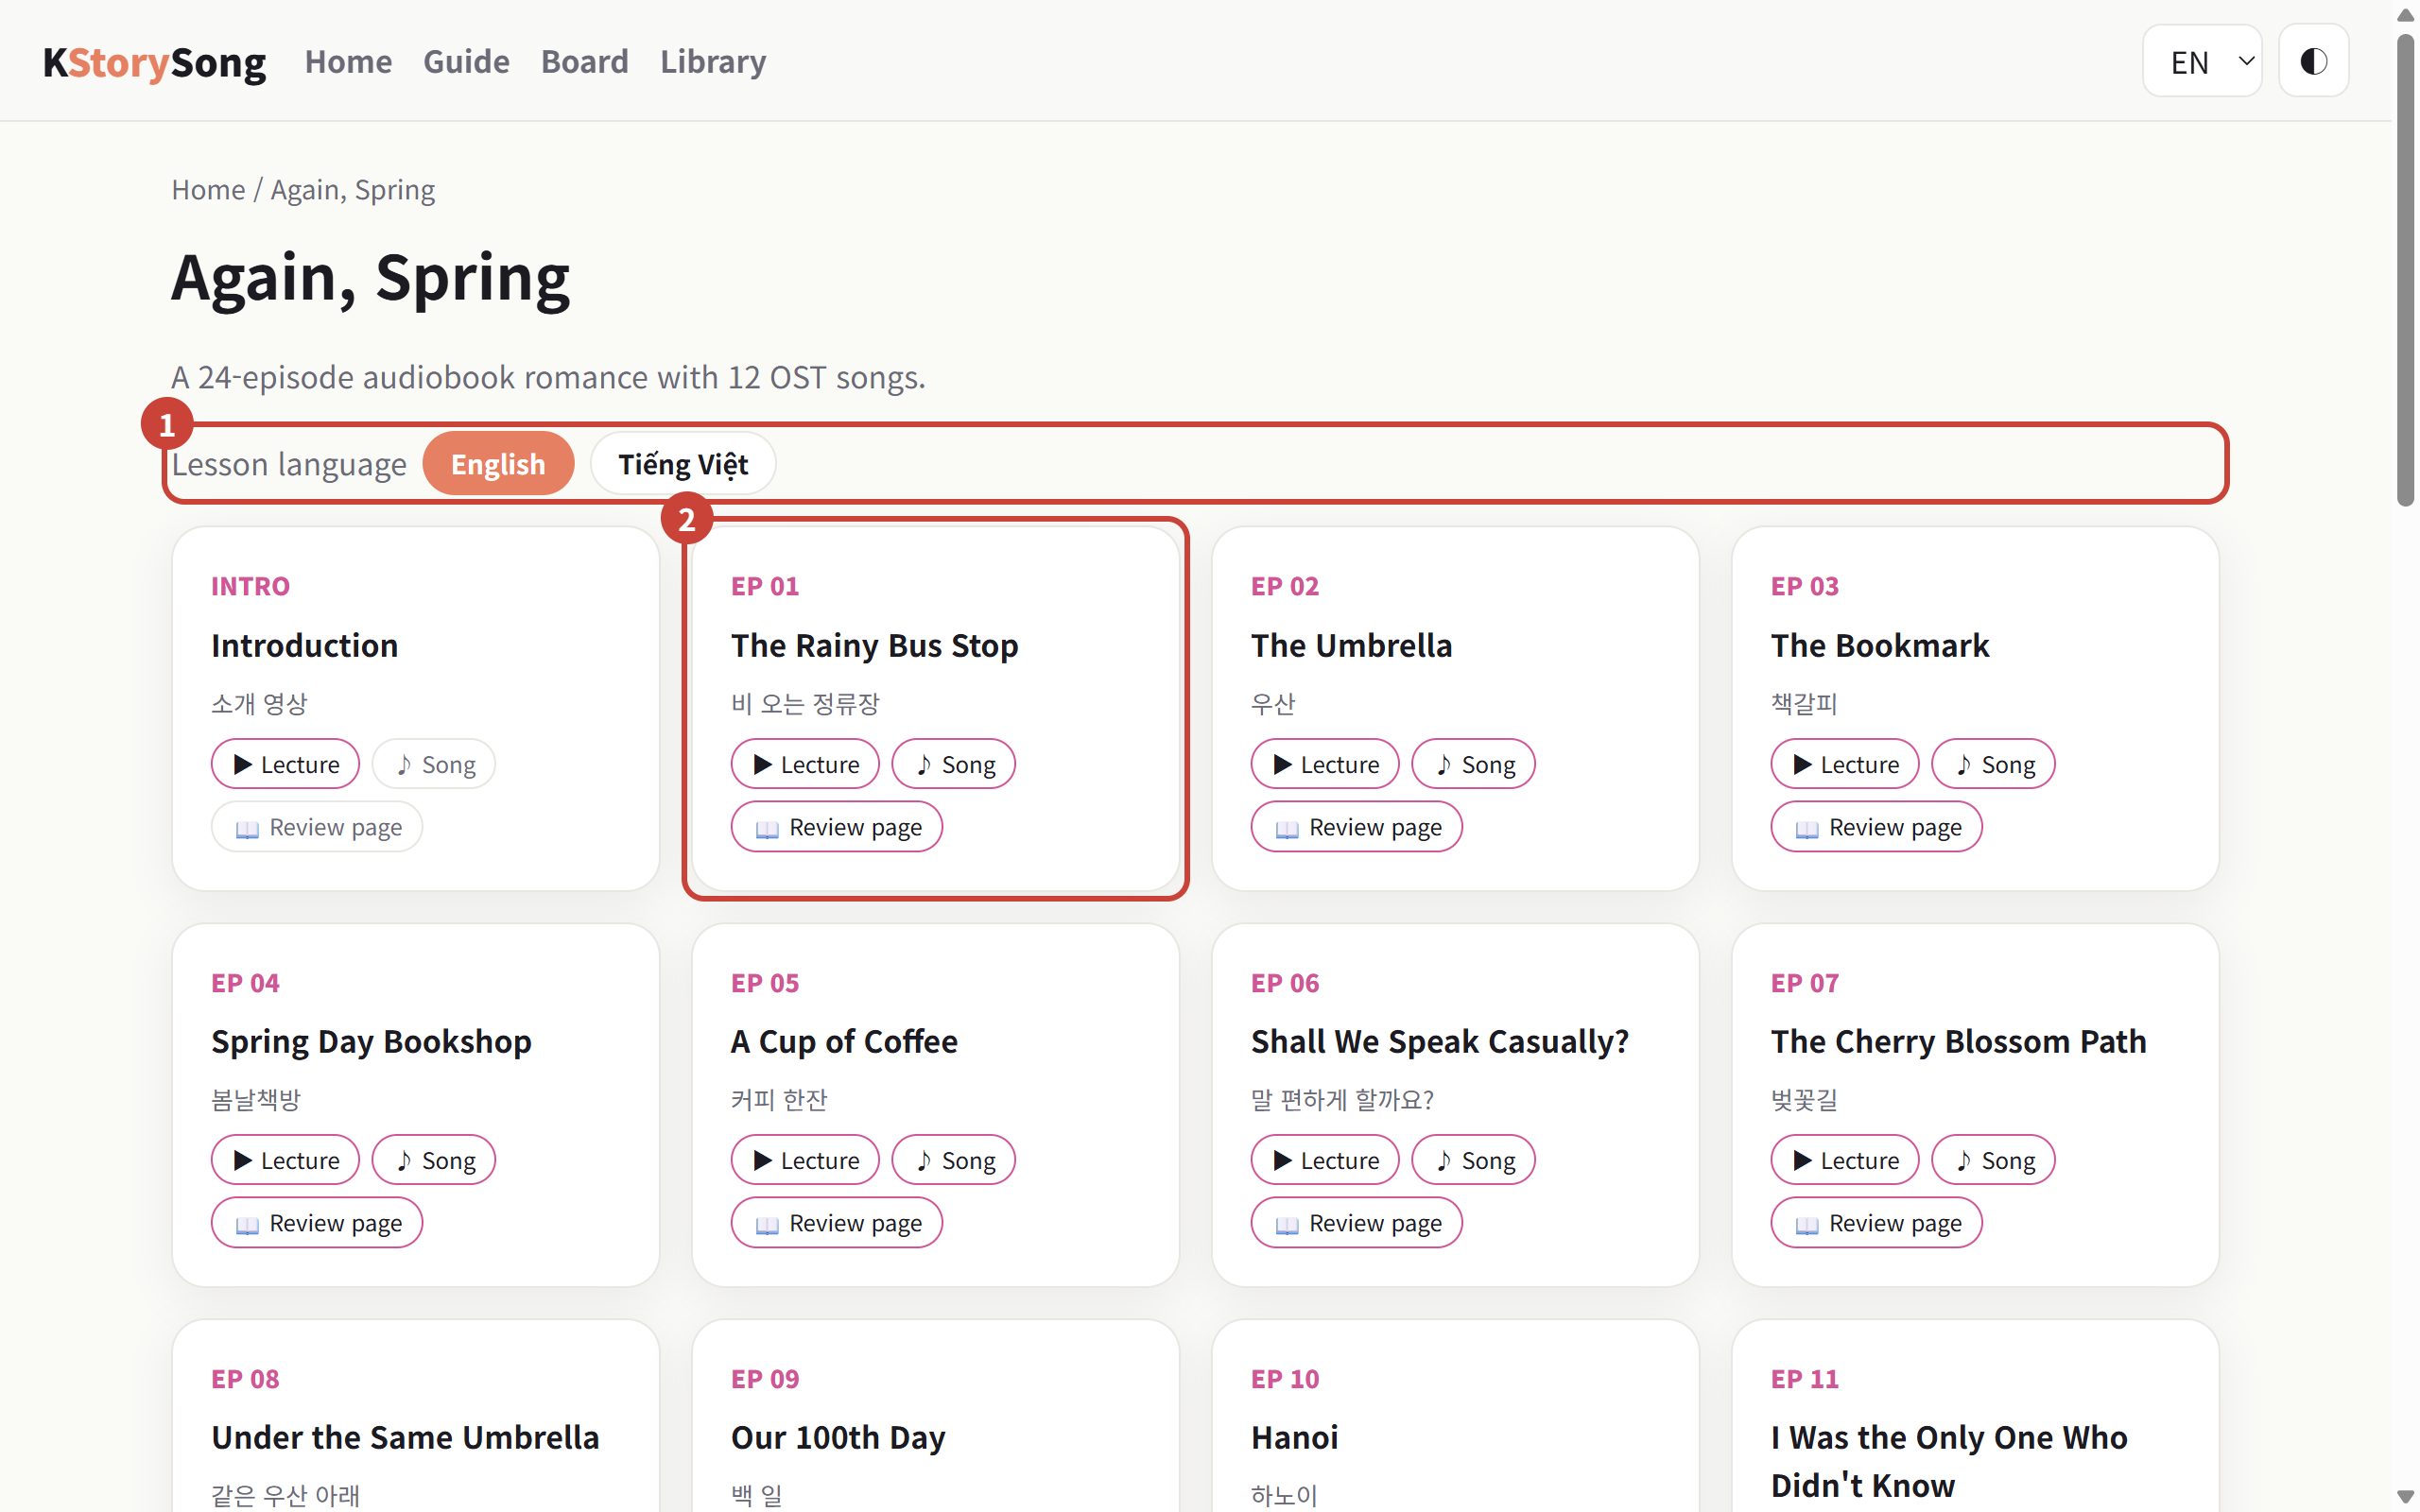 KStorySong Home Guide Board Library EN
Home / Again, Spring
Again, Spring
A 24-episode audiobook romance with 12 OST songs.
1
Lesson language English Tiếng Việt
2
INTRO
Introduction
소개 영상
▶ Lecture ♪ Song
📖 Review page
EP 01
The Rainy Bus Stop
비 오는 정류장
▶ Lecture ♪ Song
📖 Review page
EP 02
The Umbrella
우산
▶ Lecture ♪ Song
📖 Review page
EP 03
The Bookmark
책갈피
▶ Lecture ♪ Song
📖 Review page
EP 04
Spring Day Bookshop
봄날책방
▶ Lecture ♪ Song
📖 Review page
EP 05
A Cup of Coffee
커피 한잔
▶ Lecture ♪ Song
📖 Review page
EP 06
Shall We Speak Casually?
말 편하게 할까요?
▶ Lecture ♪ Song
📖 Review page
EP 07
The Cherry Blossom Path
벚꽃길
▶ Lecture ♪ Song
📖 Review page
EP 08
Under the Same Umbrella
같은 우산 아래
EP 09
Our 100th Day
백 일
EP 10
Hanoi
하노이
EP 11
I Was the Only One Who
Didn't Know